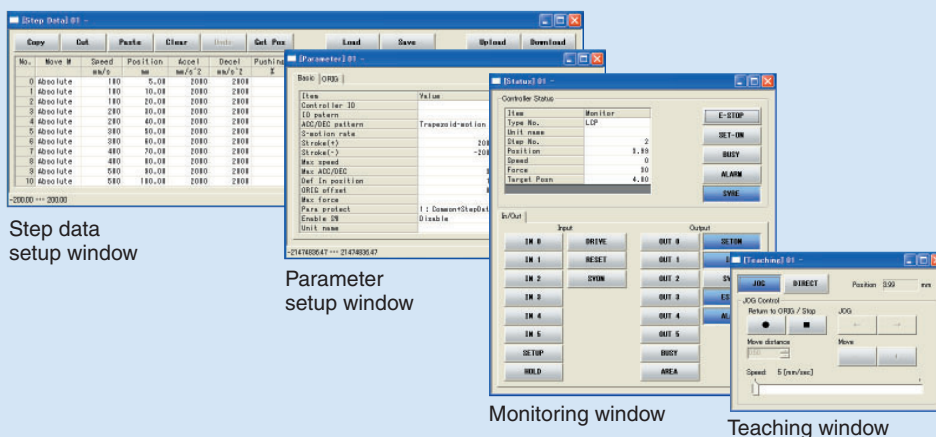 [Step Data] 01 -
Copy Cut Paste Clear Undo Get Pos Load Save Upload Download
No. Move M Speed Position Accel Decel Pushing
mm/s mm mm/s^2 mm/s^2 %
0 Absolute 100 5.00 2000 2000
1 Absolute 100 10.00 2000 2000
2 Absolute 100 20.00 2000 2000
3 Absolute 200 30.00 2000 2000
4 Absolute 200 40.00 2000 2000
5 Absolute 300 50.00 2000 2000
6 Absolute 300 60.00 2000 2000
7 Absolute 400 70.00 2000 2000
8 Absolute 400 80.00 2000 2000
9 Absolute 500 80.00 2000 2000
10 Absolute 500 100.00 2000 2000
-200.00 --- 200.00
Step data
setup window
[Parameter] 01 -
Basic ORIG
Item Value
Controller ID
IO patern
ACC/DEC pattern Trapezoid-motion
S-motion rate
Stroke(+) 200
Stroke(-) -200
Max speed
Max ACC/DEC
Def In position
ORIG offset
Max force
Para protect 1 : Common+StepDat
Enable SW Disable
Unit name
-2147483647 --- 2147483647
Parameter
setup window
[Status] 01 -
Controller Status
Item Monitor
Type No. LCP
Unit name
Step No. 2
Position 3.99
Speed 0
Force 30
Target Posn 4.00
E-STOP
SET-ON
BUSY
ALARM
SVRE
In/Out
Input Output
IN 0 DRIVE OUT 0 SETON
IN 1 RESET OUT 1
IN 2 SVON OUT 2
IN 3 OUT 3
IN 4 OUT 4
IN 5 OUT 5
SETUP BUSY
HOLD AREA
Monitoring window
[Teaching] 01 -
JOG DIRECT Position 3.99 mm
JOG Control
Return to ORIG / Stop JOG
Move distance Move
Speed 5 [mm/sec]
Teaching window